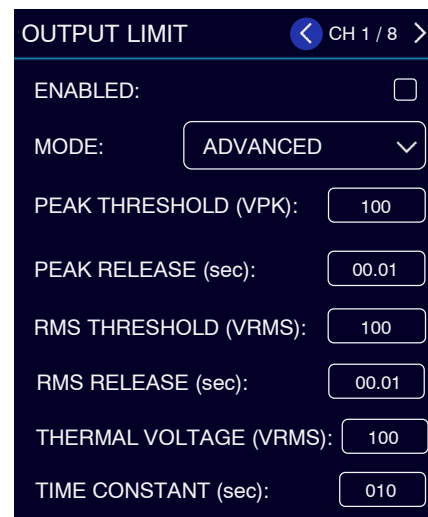 OUTPUT LIMIT CH 1 / 8
ENABLED:
MODE: ADVANCED
PEAK THRESHOLD (VPK): 100
PEAK RELEASE (sec): 00.01
RMS THRESHOLD (VRMS): 100
RMS RELEASE (sec): 00.01
THERMAL VOLTAGE (VRMS): 100
TIME CONSTANT (sec): 010